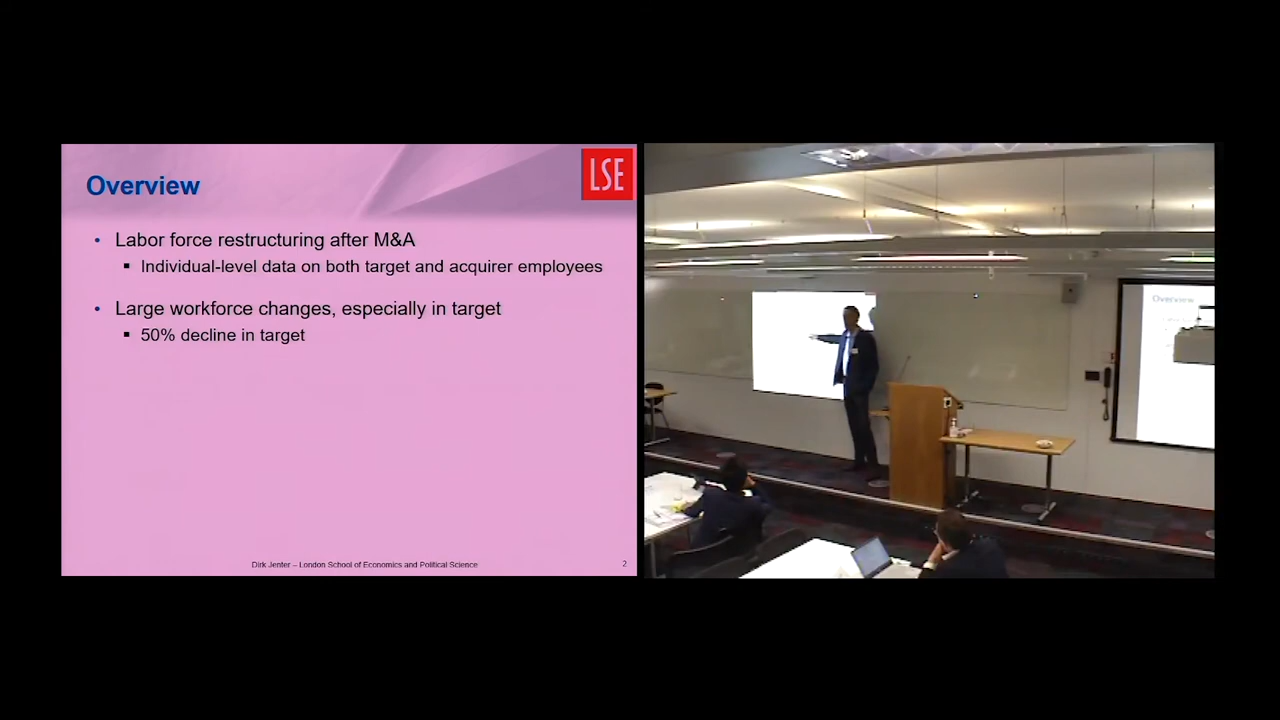 Overview
LSE
• Labor force restructuring after M&A
▪ Individual-level data on both target and acquirer employees
• Large workforce changes, especially in target
▪ 50% decline in target
Dirk Jenter – London School of Economics and Political Science
2
Overview